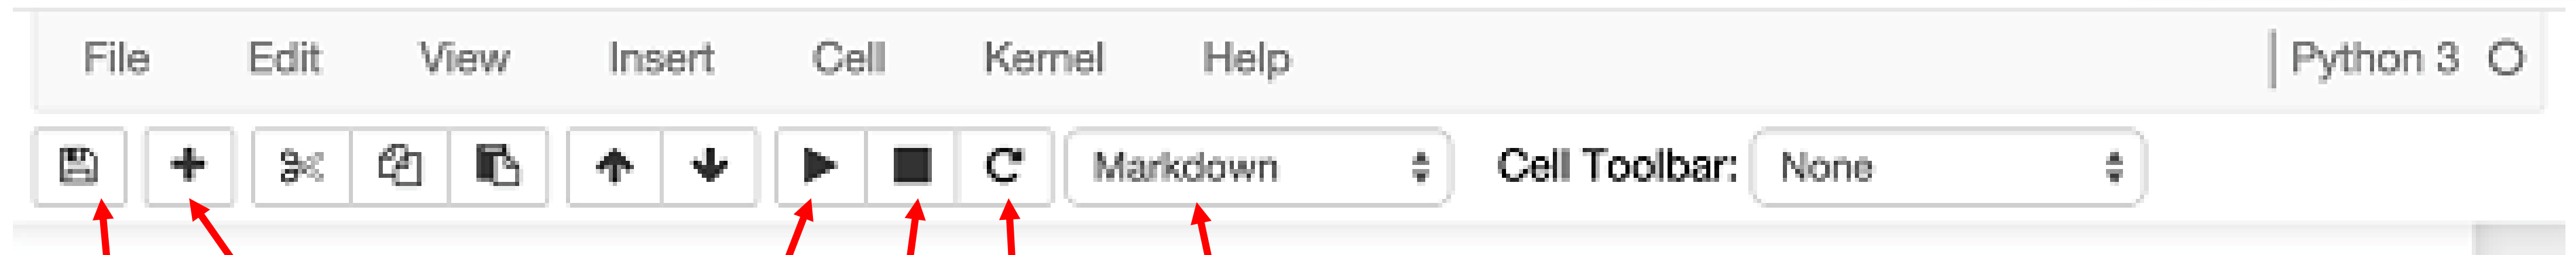 File Edit View Insert Cell Kernel Help Python 3
Markdown Cell Toolbar: None